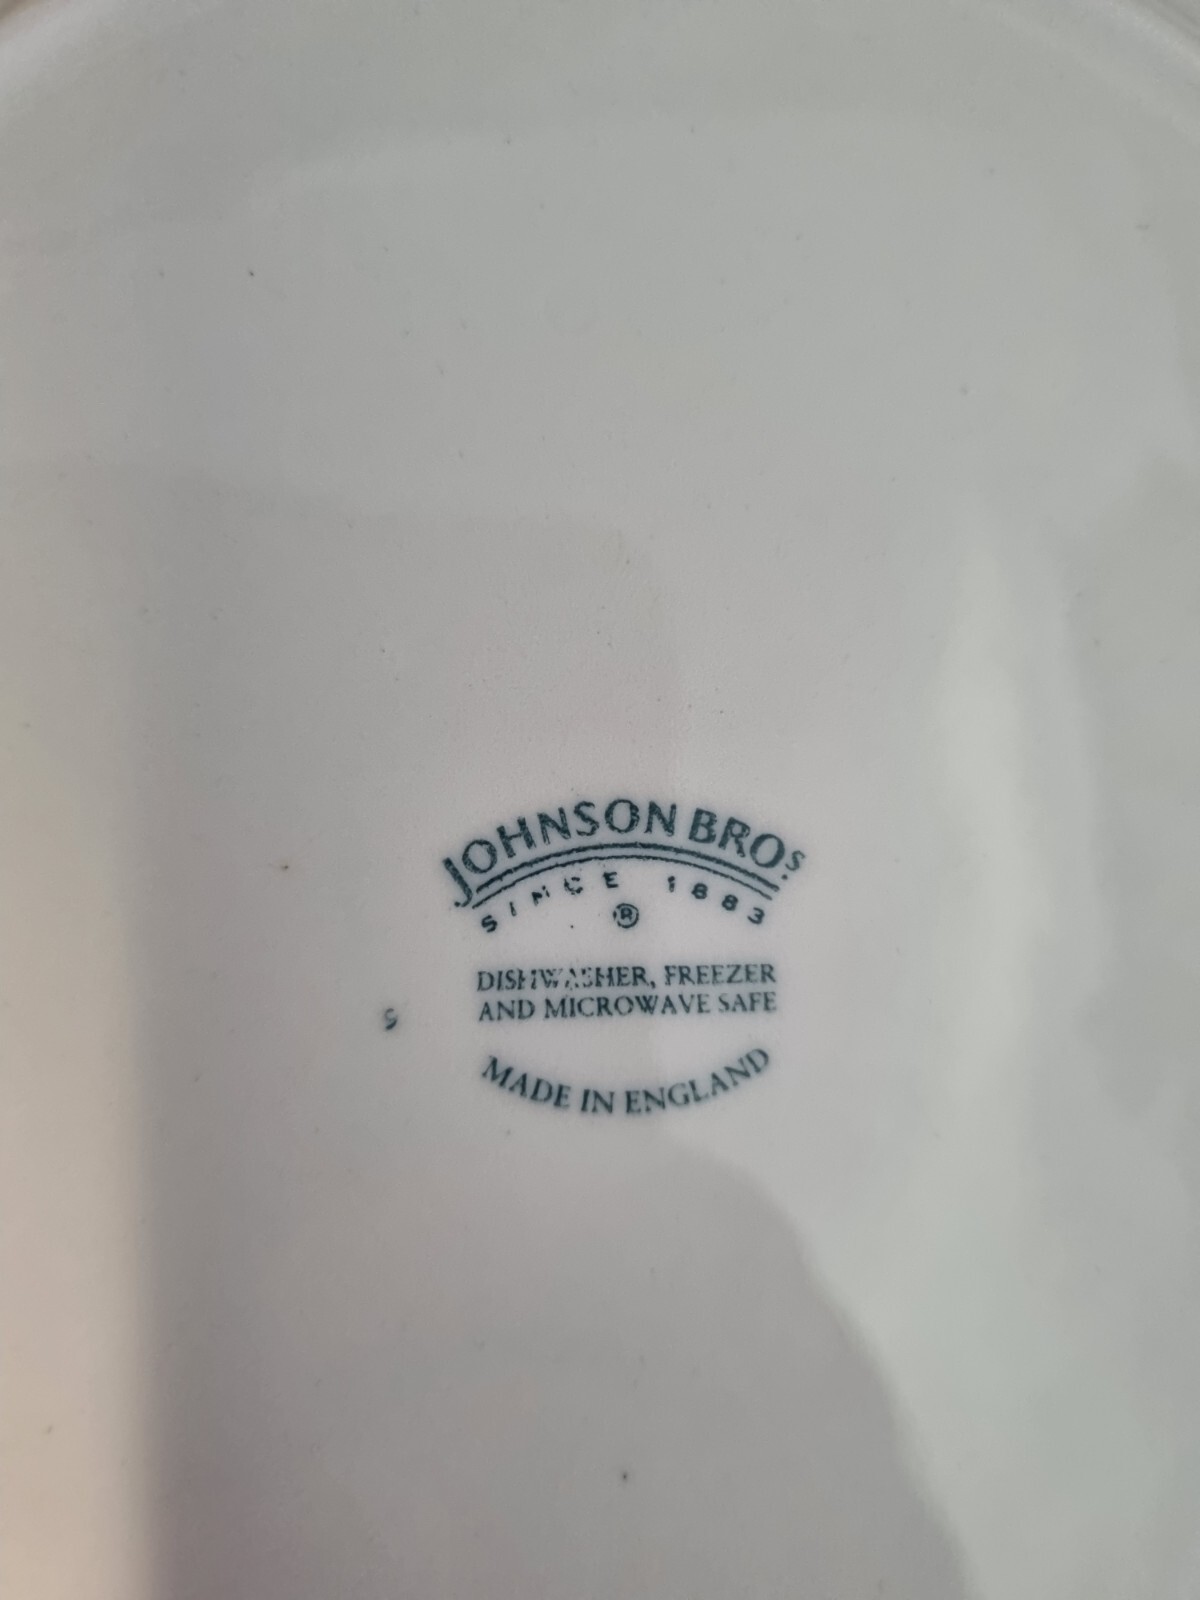 JOHNSON BROS
SINCE 1883
®
DISHWASHER, FREEZER
AND MICROWAVE SAFE
MADE IN ENGLAND